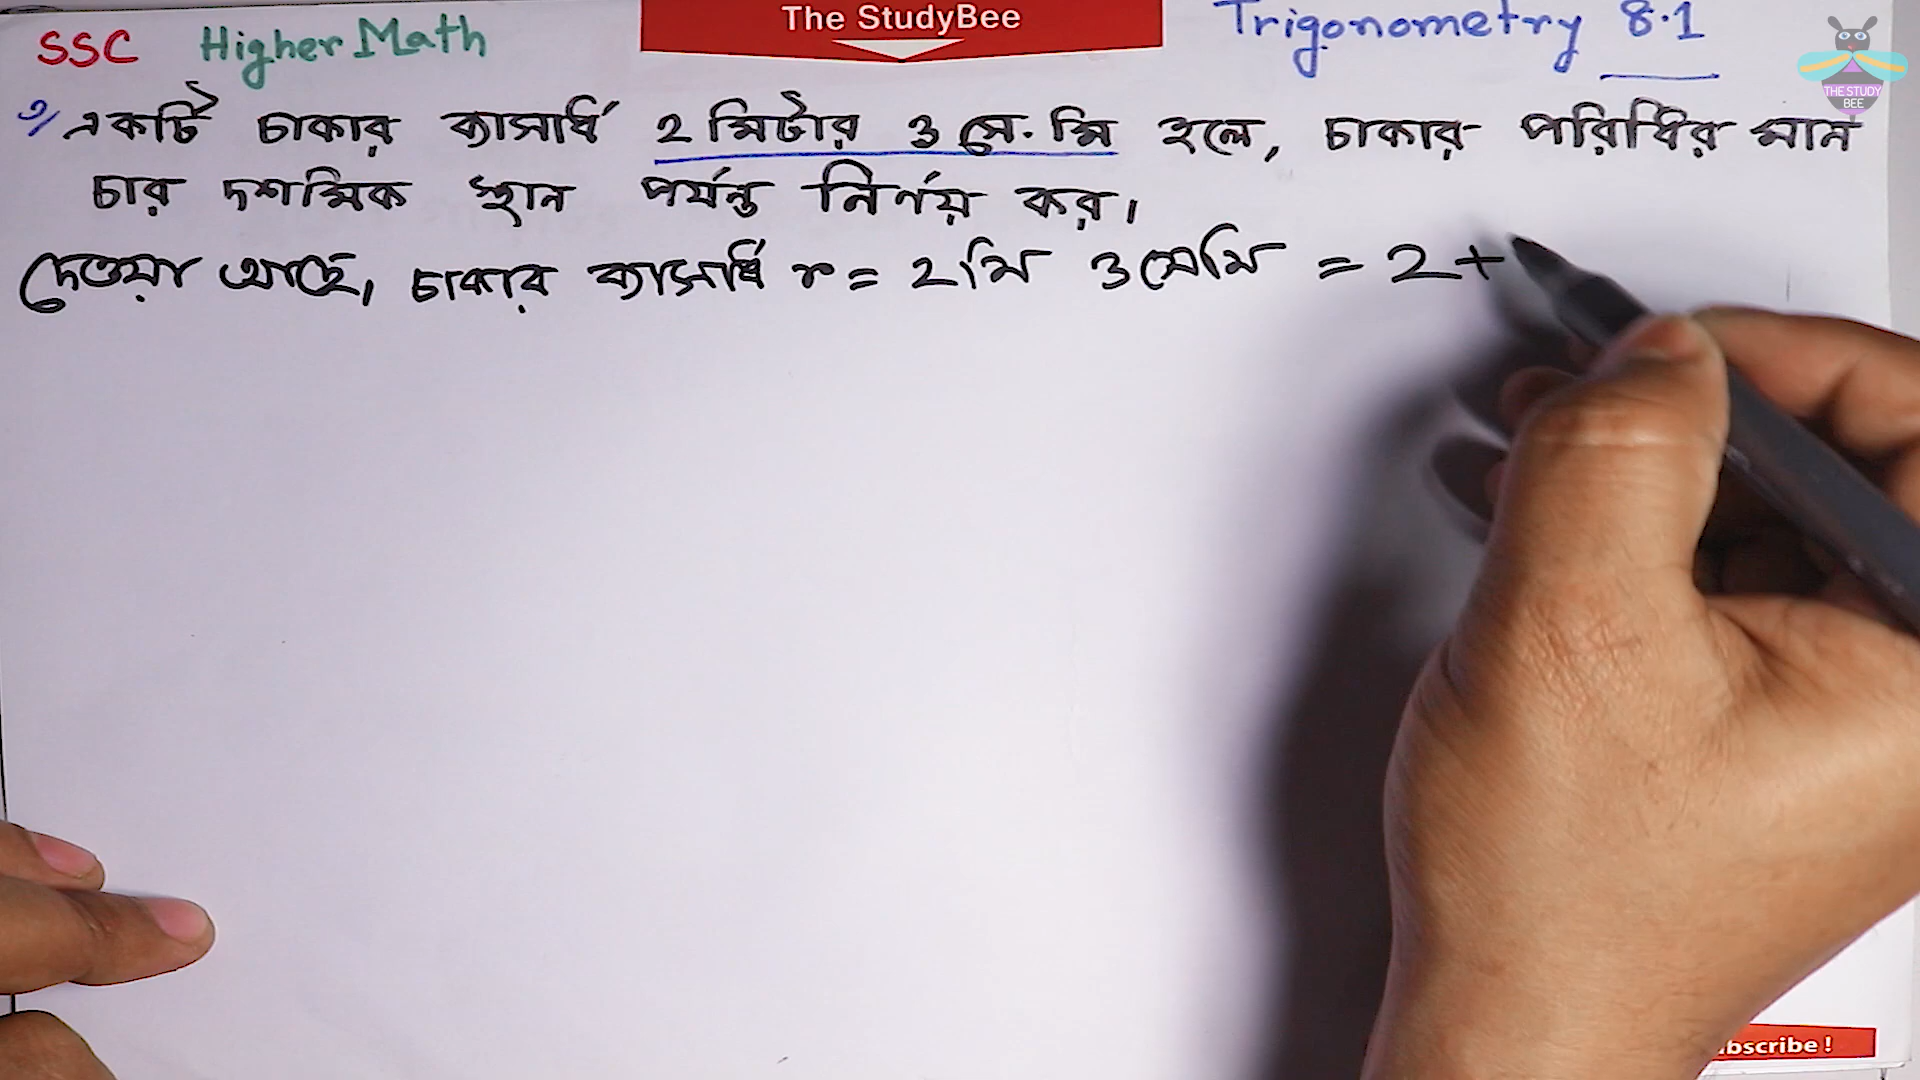 The StudyBee
SSC Higher Math
Trigonometry 8.1
THE STUDY
BEE
১/ একটি চাকার ব্যাসার্ধ 2 মিটার 3 সে. মি হলে, চাকার পরিধির মান
চার দশমিক স্থান পর্যন্ত নির্ণয় কর।
দেওয়া আছে, চাকার ব্যাসার্ধ r = 2মি 3সেমি = 2+
bscribe !